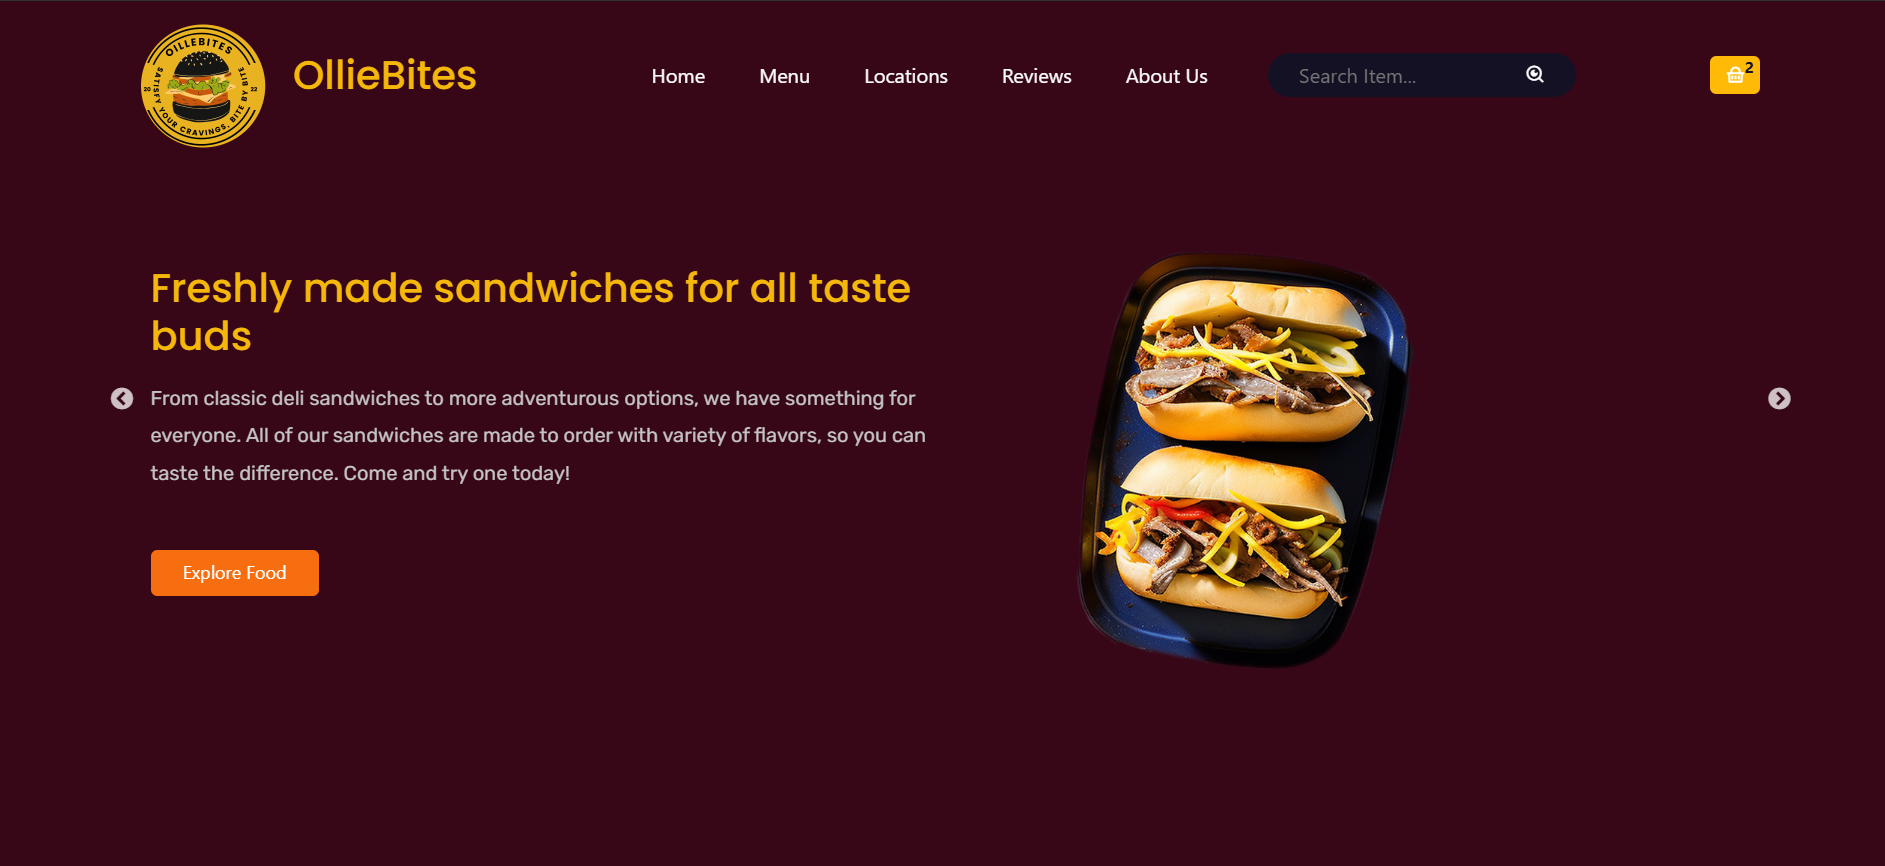 OILLEBITES
20 22
SATISFY YOUR CRAVINGS. BITE BY BITE
OllieBites
Home Menu Locations Reviews About Us
Search Item...
2
Freshly made sandwiches for all taste
buds
From classic deli sandwiches to more adventurous options, we have something for
everyone. All of our sandwiches are made to order with variety of flavors, so you can
taste the difference. Come and try one today!
Explore Food